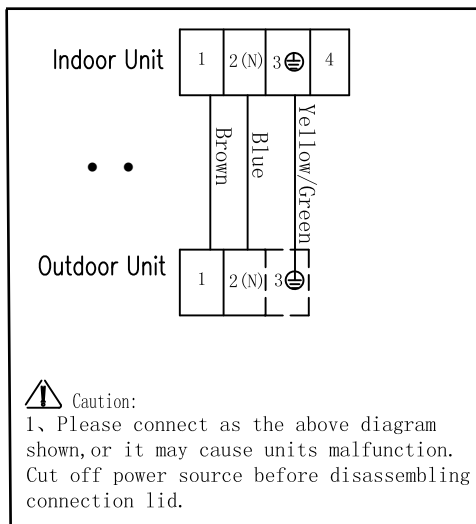 Indoor Unit 1 2(N) 3 4
Brown
Blue
Yellow/Green
Outdoor Unit 1 2(N) 3
Caution:
1、Please connect as the above diagram
shown,or it may cause units malfunction.
Cut off power source before disassembling
connection lid.